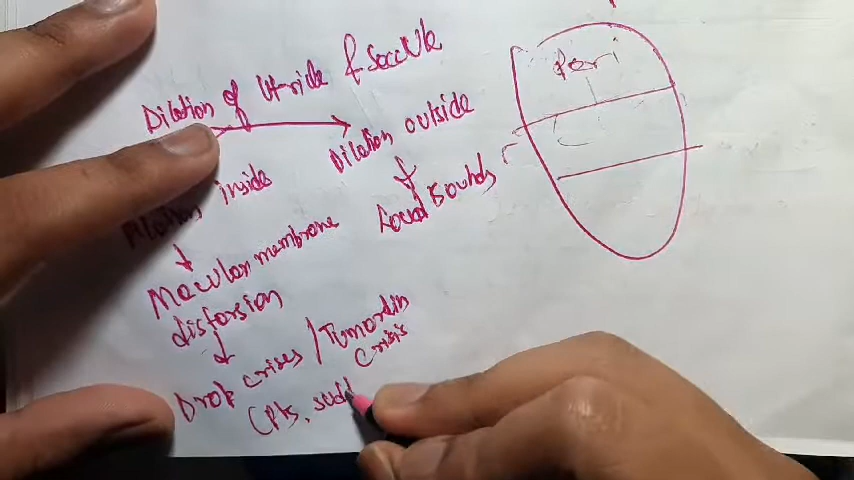 Dilation of Utricle & Saccule
Dilation outside
Dilation inside
Loud Sounds
Macular membrane
distorsion
Drop crises / Tumarkin
crisis
(Pts, sudd
Peri